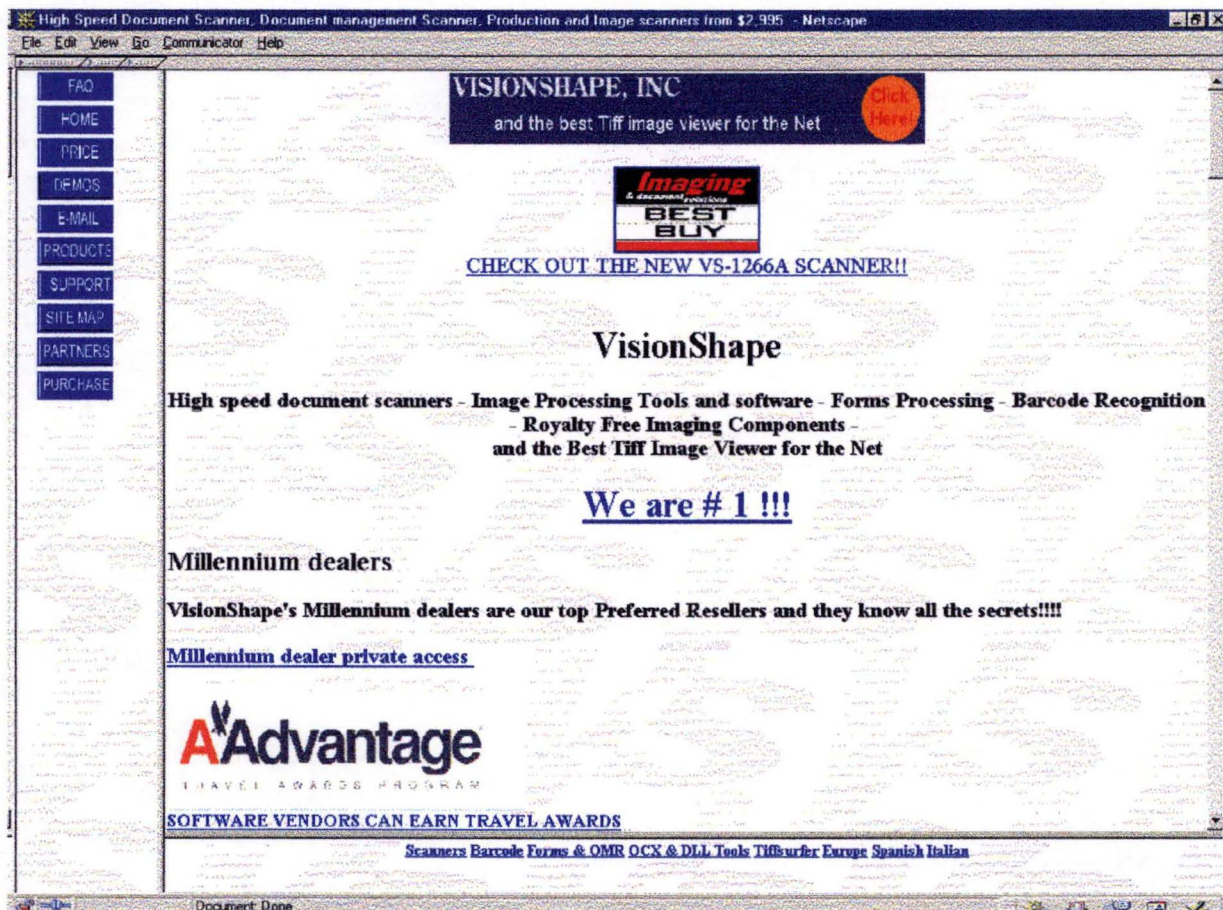 High Speed Document Scanner, Document management Scanner, Production and Image scanners from $2,995 - Netscape
File Edit View Go Communicator Help
FAQ
HOME
PRICE
DEMOS
E-MAIL
PRODUCTS
SUPPORT
SITE MAP
PARTNERS
PURCHASE
VISIONSHAPE, INC
and the best Tiff image viewer for the Net
Click
Here!
Imaging
& document solutions
BEST
BUY
CHECK OUT THE NEW VS-1266A SCANNER!!
VisionShape
High speed document scanners - Image Processing Tools and software - Forms Processing - Barcode Recognition
- Royalty Free Imaging Components -
and the Best Tiff Image Viewer for the Net
We are # 1 !!!
Millennium dealers
VisionShape's Millennium dealers are our top Preferred Resellers and they know all the secrets!!!!
Millennium dealer private access
AAdvantage
TRAVEL AWARDS PROGRAM
SOFTWARE VENDORS CAN EARN TRAVEL AWARDS
Scanners Barcode Forms & OMR OCX & DLL Tools Tiffsurfer Europe Spanish Italian
Document: Done